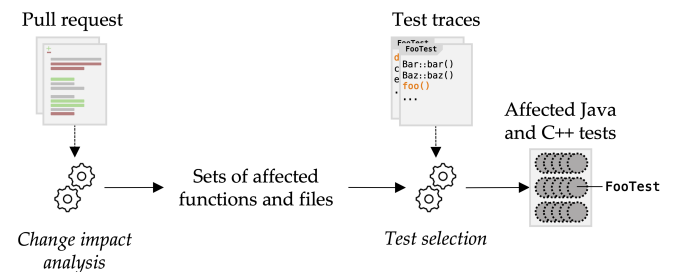 Pull request
Test traces
FooTest
FooTest
d
c
e
.
Bar::bar()
Baz::baz()
foo()
...
Affected Java
and C++ tests
FooTest
Sets of affected
functions and files
Change impact
analysis
Test selection